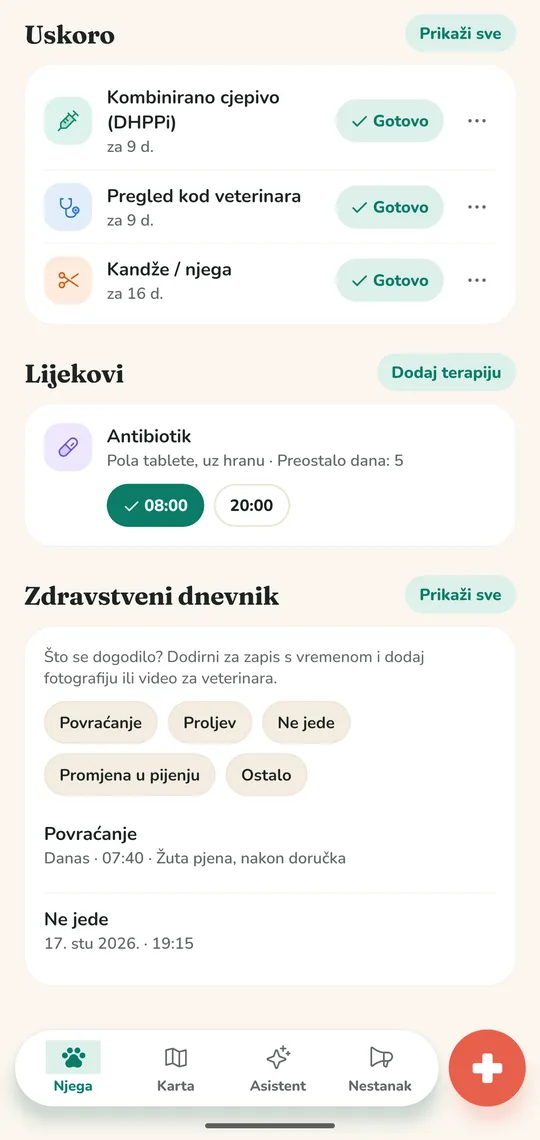 Uskoro
Prikaži sve
Kombinirano cjepivo
(DHPPi)
za 9 d.
Gotovo
Pregled kod veterinara
za 9 d.
Gotovo
Kandže / njega
za 16 d.
Gotovo
Lijekovi
Dodaj terapiju
Antibiotik
Pola tablete, uz hranu · Preostalo dana: 5
08:00
20:00
Zdravstveni dnevnik
Prikaži sve
Što se dogodilo? Dodirni za zapis s vremenom i dodaj
fotografiju ili video za veterinara.
Povraćanje
Proljev
Ne jede
Promjena u pijenju
Ostalo
Povraćanje
Danas · 07:40 · Žuta pjena, nakon doručka
Ne jede
17. stu 2026. · 19:15
Njega
Karta
Asistent
Nestanak